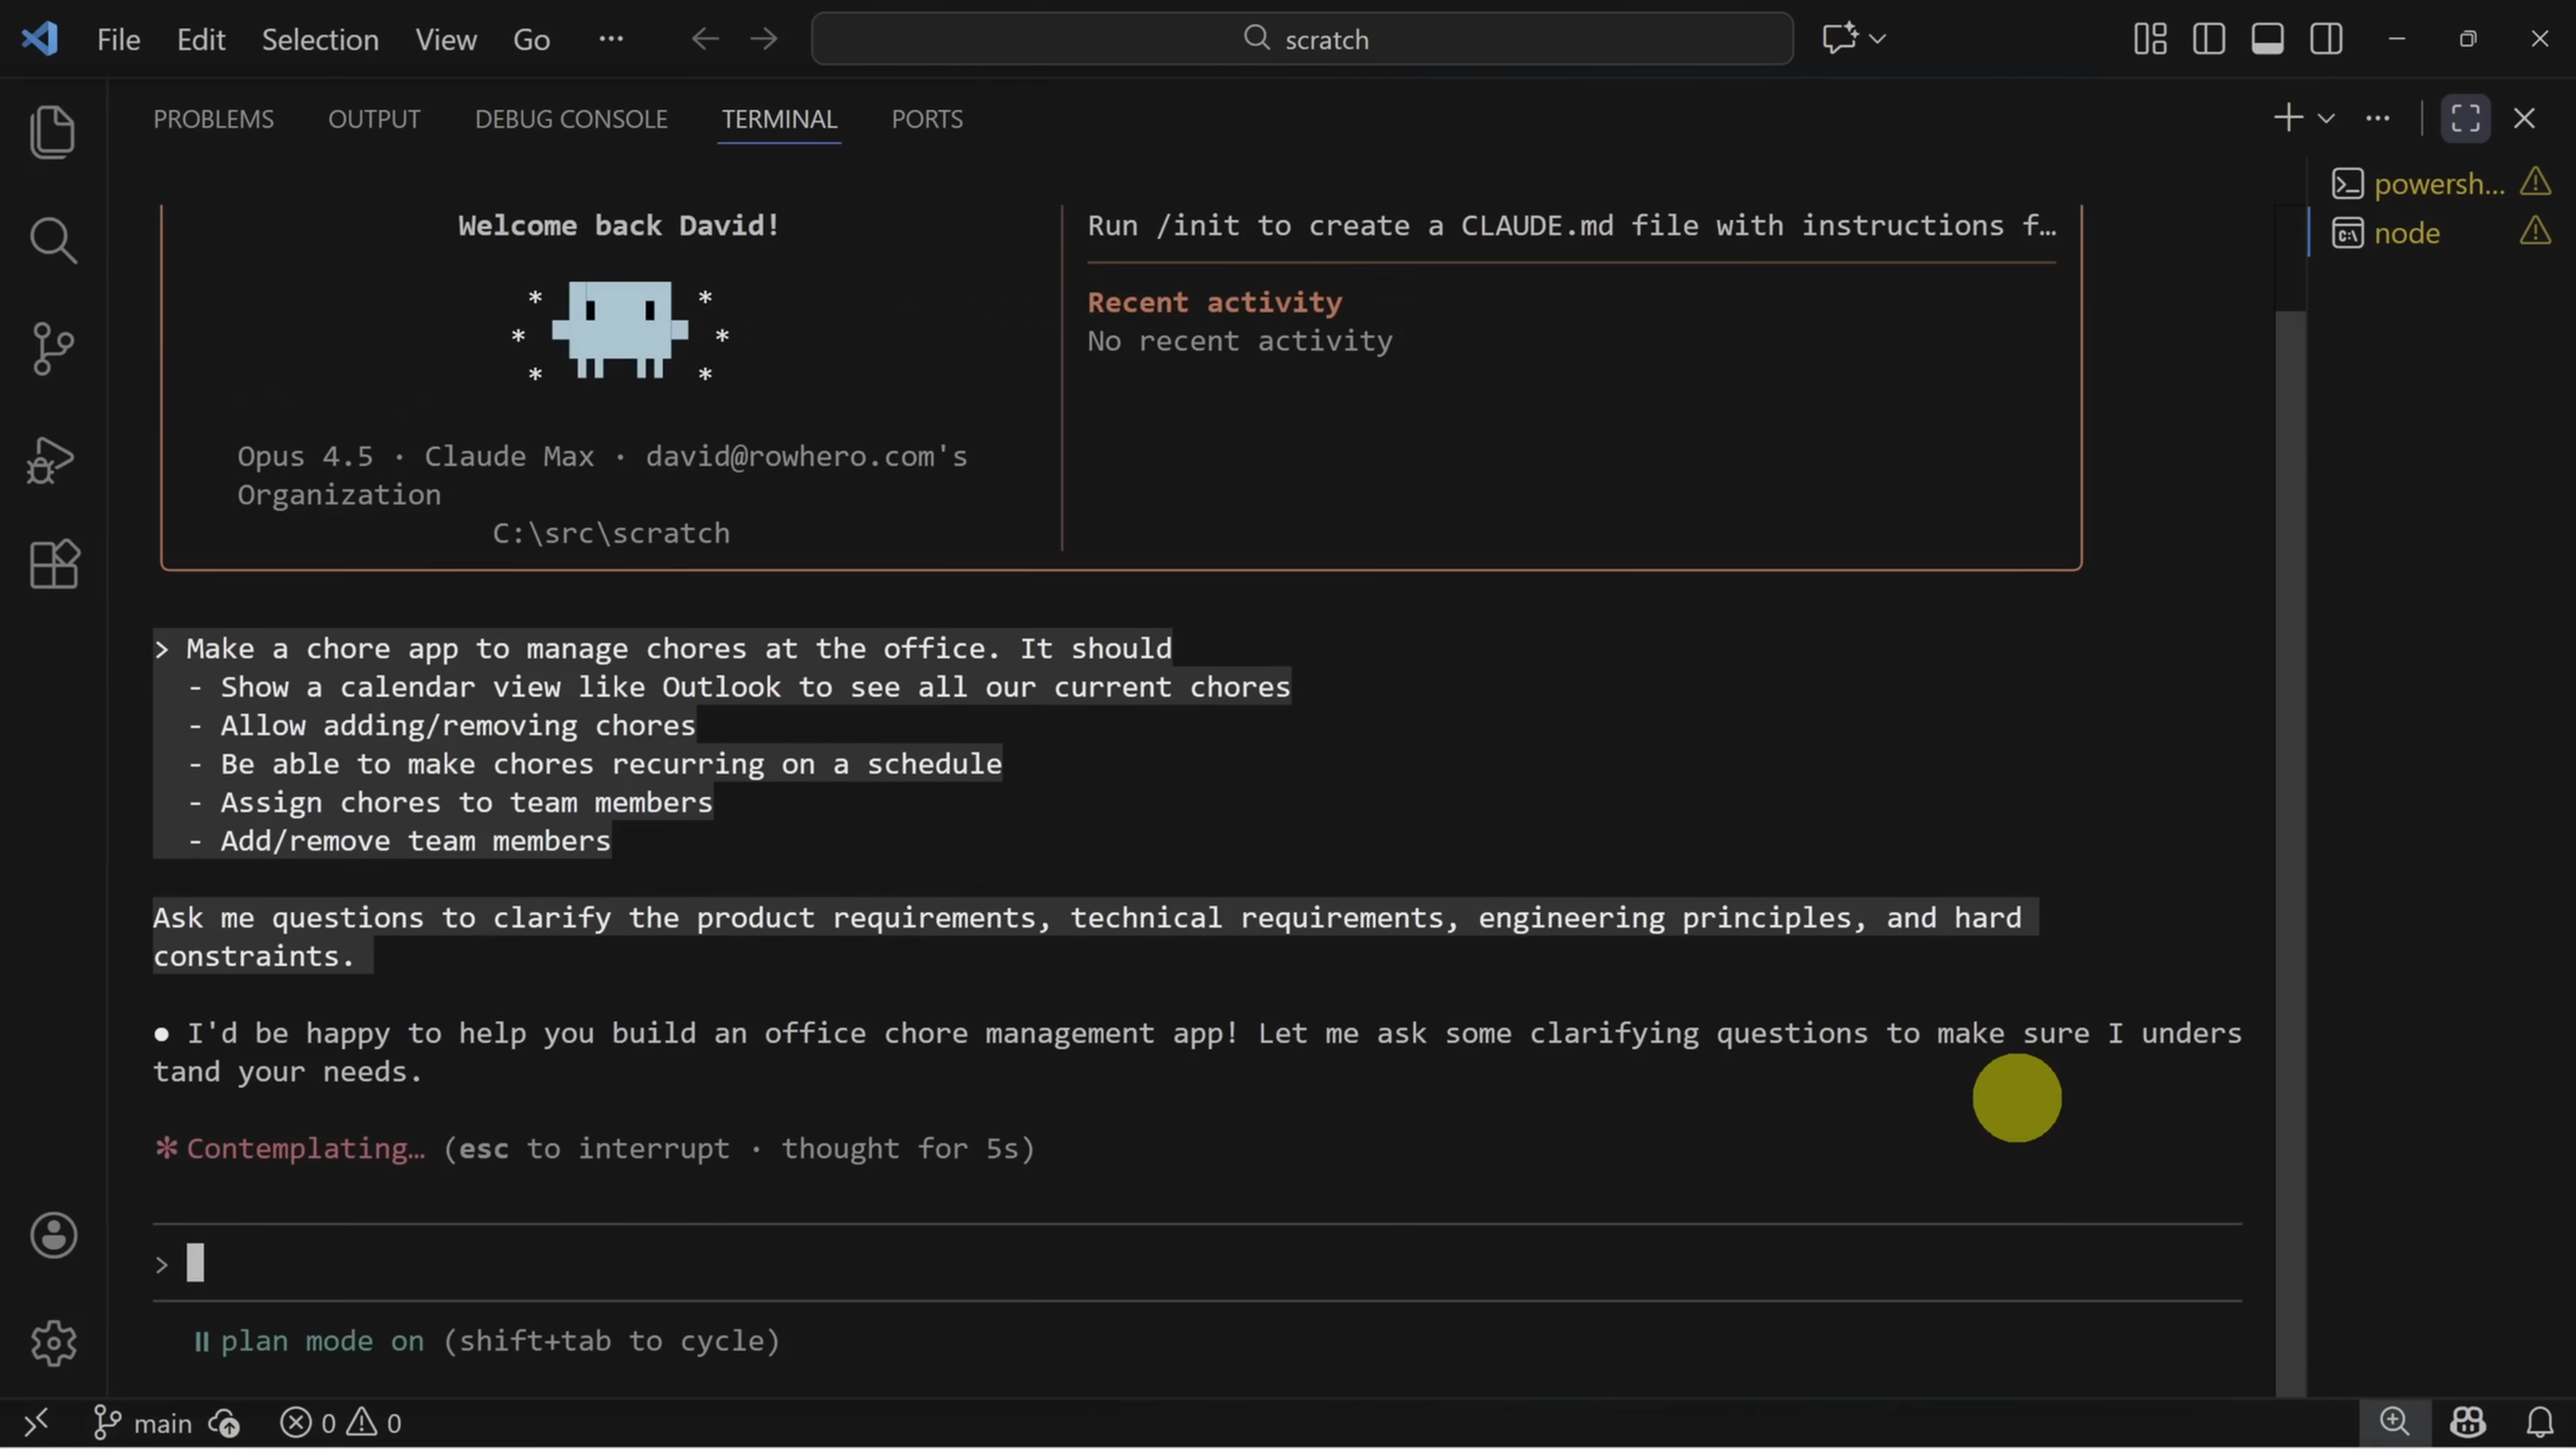 File Edit Selection View Go ··· scratch
PROBLEMS OUTPUT DEBUG CONSOLE TERMINAL PORTS
powersh...
node
Welcome back David!
* *
* *
* *
Opus 4.5 · Claude Max · david@rowhero.com's
Organization
C:\src\scratch
Run /init to create a CLAUDE.md file with instructions f…
Recent activity
No recent activity
> Make a chore app to manage chores at the office. It should
- Show a calendar view like Outlook to see all our current chores
- Allow adding/removing chores
- Be able to make chores recurring on a schedule
- Assign chores to team members
- Add/remove team members
Ask me questions to clarify the product requirements, technical requirements, engineering principles, and hard
constraints.
● I'd be happy to help you build an office chore management app! Let me ask some clarifying questions to make sure I unders
tand your needs.
✻ Contemplating… (esc to interrupt · thought for 5s)
>
⏸ plan mode on (shift+tab to cycle)
main 0 0